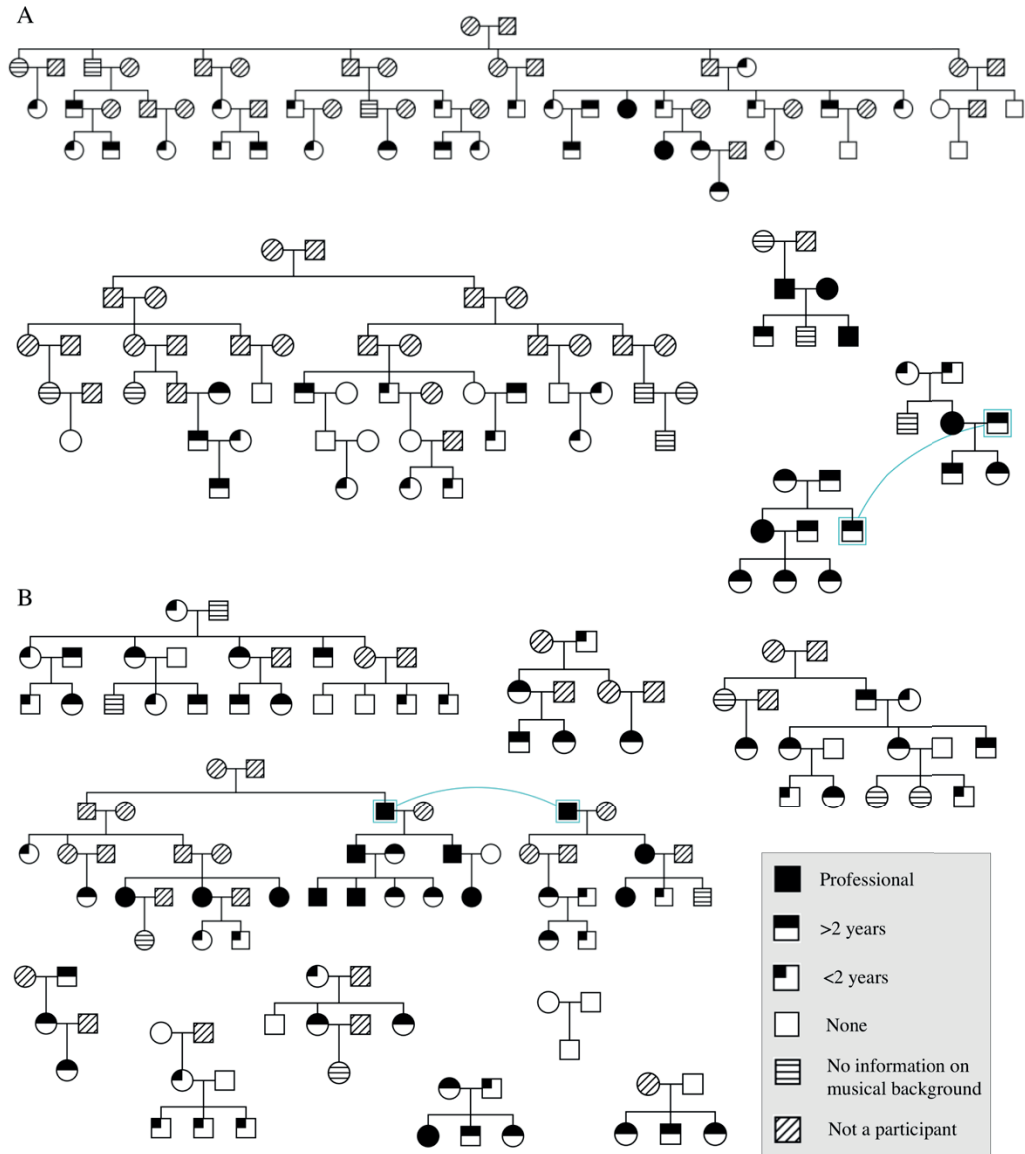 A
B
Professional
>2 years
<2 years
None
No information on
musical background
Not a participant